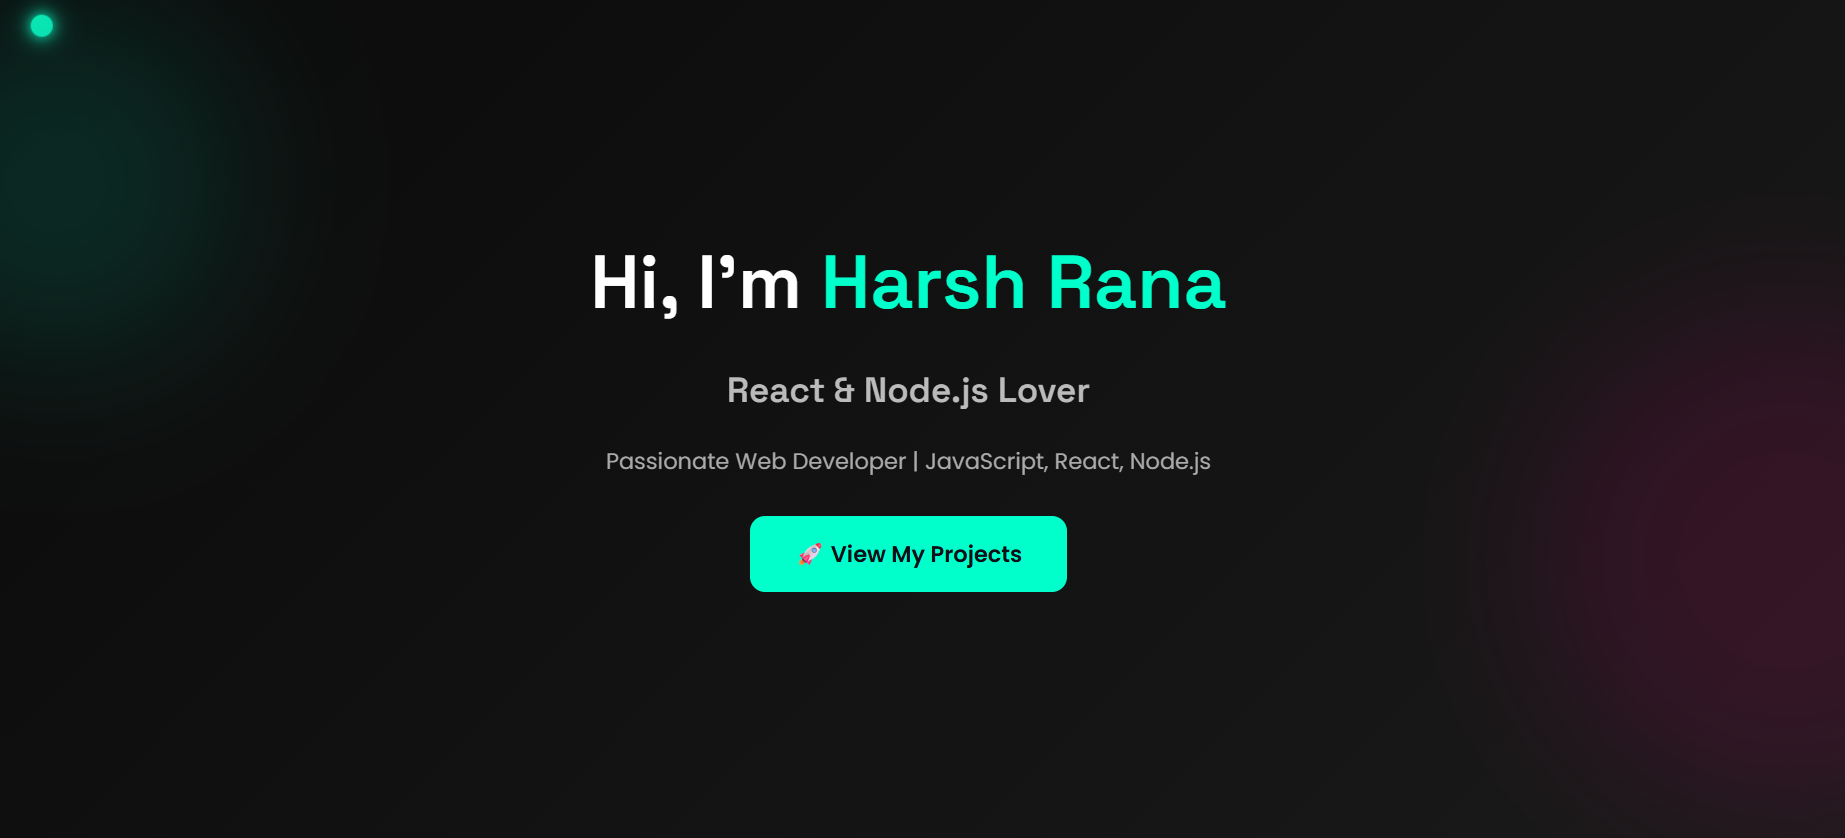 Hi, I’m Harsh Rana
React & Node.js Lover
Passionate Web Developer | JavaScript, React, Node.js
🚀 View My Projects